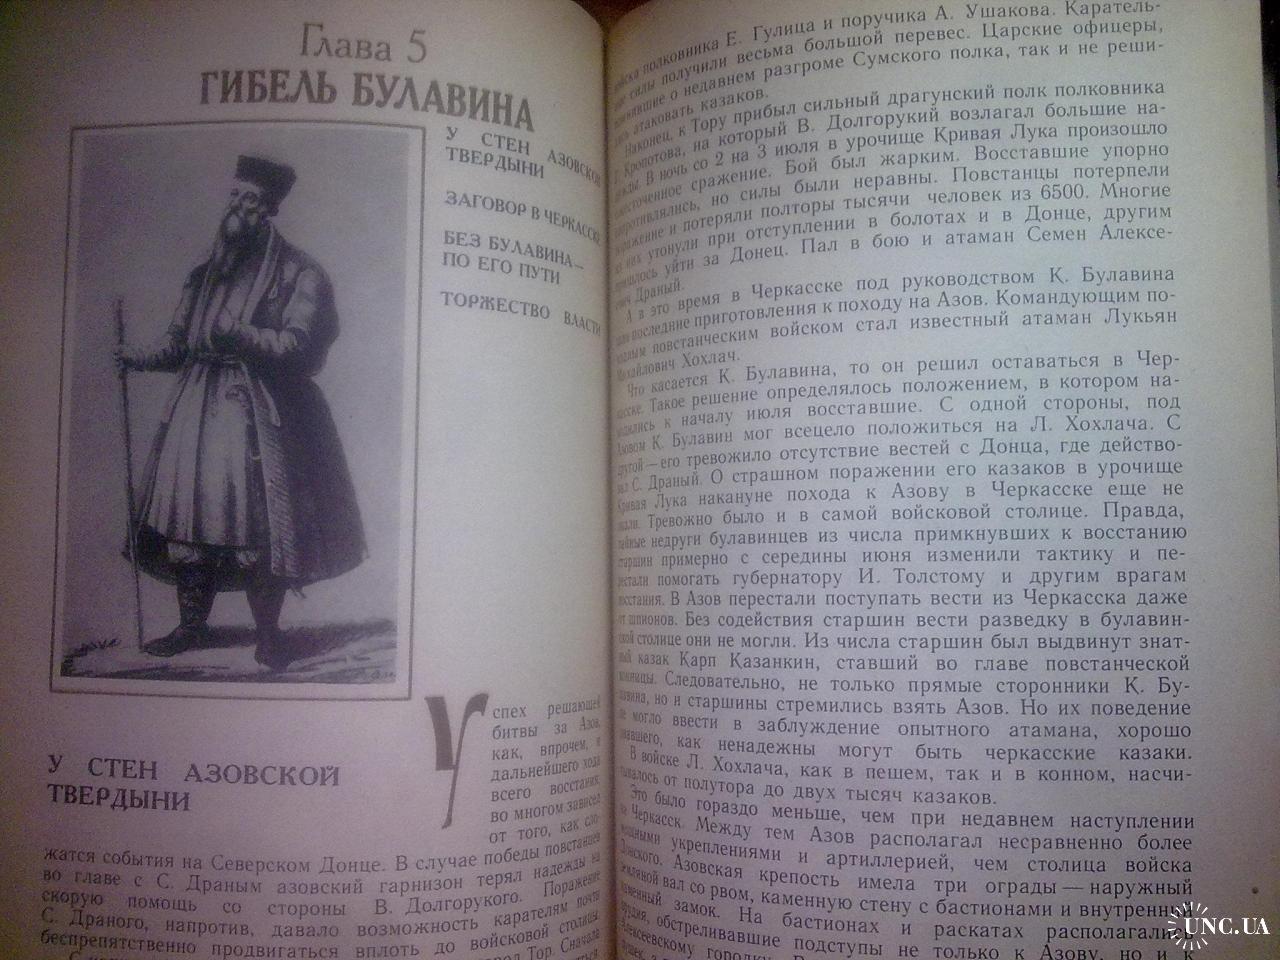 Глава 5
ГИБЕЛЬ БУЛАВИНА
У СТЕН АЗОВСКОЙ
ТВЕРДЫНИ
ЗАГОВОР В ЧЕРКАССКЕ
БЕЗ БУЛАВИНА —
ПО ЕГО ПУТИ
ТОРЖЕСТВО ВЛАСТИ
У СТЕН АЗОВСКОЙ
ТВЕРДЫНИ
Успех решающей
битвы за Азов,
как, впрочем, и
дальнейшего хода
всего восстания,
во многом зависел
от того, как сло-
жатся события на Северском Донце. В случае победы повстанцев
во главе с С. Драным азовский гарнизон терял надежды на
скорую помощь со стороны В. Долгорукого. Поражение
С. Драного, напротив, давало возможность карателям почти
беспрепятственно продвигаться вплоть до войсковой столицы.
город Тор. Сначала
полковника Е. Гулица и поручика А. Ушакова. Каратель-
силы получили весьма большой перевес. Царские офицеры,
о недавнем разгроме Сумского полка, так и не реши-
атаковать казаков.
Наконец, к Тору прибыл сильный драгунский полк полковника
Г. Кропотова, на который В. Долгорукий возлагал большие на-
дежды. В ночь со 2 на 3 июля в урочище Кривая Лука произошло
ожесточенное сражение. Бой был жарким. Восставшие упорно
сопротивлялись, но силы были неравны. Повстанцы потерпели
поражение и потеряли полторы тысячи человек из 6500. Многие
из них утонули при отступлении в болотах и в Донце, другим
пришлось уйти за Донец. Пал в бою и атаман Семен Алексе-
евич Драный.
А в это время в Черкасске под руководством К. Булавина
шли последние приготовления к походу на Азов. Командующим по-
повстанческим войском стал известный атаман Лукьян
Михайлович Хохлач.
Что касается К. Булавина, то он решил оставаться в Чер-
касске. Такое решение определялось положением, в котором на-
ходились к началу июля восставшие. С одной стороны, под
Азовом К. Булавин мог всецело положиться на Л. Хохлача. С
другой — его тревожило отсутствие вестей с Донца, где действо-
вал С. Драный. О страшном поражении его казаков в урочище
Кривая Лука накануне похода к Азову в Черкасске еще не
знали. Тревожно было и в самой войсковой столице. Правда,
тайные недруги булавинцев из числа примкнувших к восстанию
старшин примерно с середины июня изменили тактику и пе-
рестали помогать губернатору И. Толстому и другим врагам
восстания. В Азов перестали поступать вести из Черкасска даже
от шпионов. Без содействия старшин вести разведку в булавин-
ской столице они не могли. Из числа старшин был выдвинут знат-
ный казак Карп Казанкин, ставший во главе повстанческой
конницы. Следовательно, не только прямые сторонники К. Бу-
лавина, но и старшины стремились взять Азов. Но их поведение
не могло ввести в заблуждение опытного атамана, хорошо
знавшего, как ненадежны могут быть черкасские казаки.
В войске Л. Хохлача, как в пешем, так и в конном, насчи-
тывалось от полутора до двух тысяч казаков.
Это было гораздо меньше, чем при недавнем наступлении
на Черкасск. Между тем Азов располагал несравненно более
мощными укреплениями и артиллерией, чем столица войска
Донского. Азовская крепость имела три ограды — наружный
земляной вал со рвом, каменную стену с бастионами и внутренный
каменный замок. На бастионах и раскатах располагались
орудия, обстреливавшие подступы не только к Азову, но и к
Алексеевскому городку.
UNC.UA